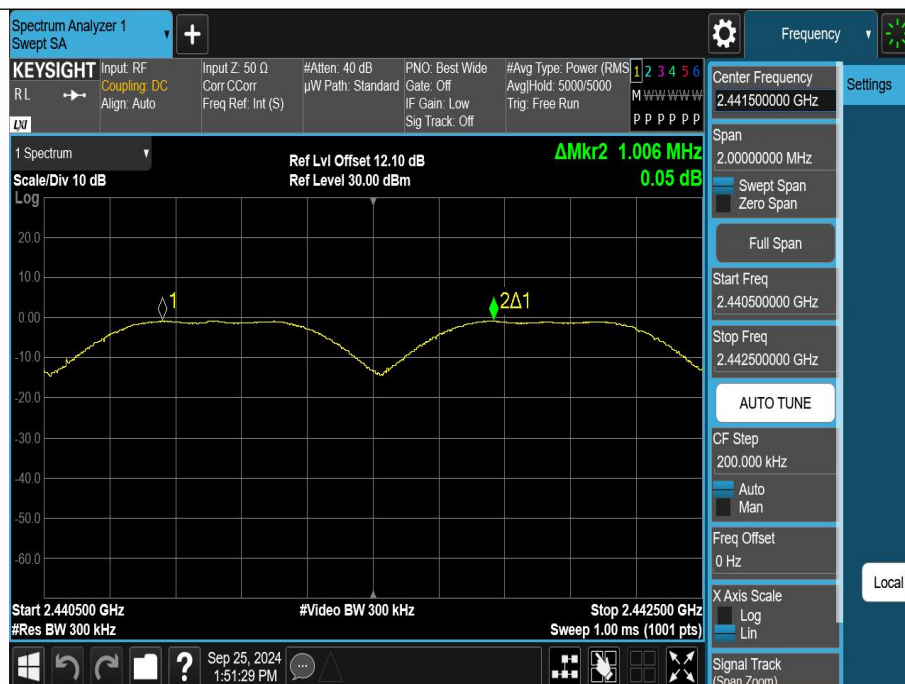 Spectrum Analyzer 1
Swept SA
+
Frequency
KEYSIGHT
RL
LXI
Input: RF
Coupling: DC
Align: Auto
Input Z: 50 Ω
Corr CCorr
Freq Ref: Int (S)
#Atten: 40 dB
µW Path: Standard
PNO: Best Wide
Gate: Off
IF Gain: Low
Sig Track: Off
#Avg Type: Power (RMS
Avg|Hold: 5000/5000
Trig: Free Run
1 2 3 4 5 6
M W W W W W
P P P P P P
1 Spectrum
Scale/Div 10 dB
Log
Ref Lvl Offset 12.10 dB
Ref Level 30.00 dBm
ΔMkr2 1.006 MHz
0.05 dB
20.0
10.0
0.00
-10.0
-20.0
-30.0
-40.0
-50.0
-60.0
1
2Δ1
Start 2.440500 GHz
#Res BW 300 kHz
#Video BW 300 kHz
Stop 2.442500 GHz
Sweep 1.00 ms (1001 pts)
?
Sep 25, 2024
1:51:29 PM
Center Frequency
2.441500000 GHz
Settings
Span
2.00000000 MHz
Swept Span
Zero Span
Full Span
Start Freq
2.440500000 GHz
Stop Freq
2.442500000 GHz
AUTO TUNE
CF Step
200.000 kHz
Auto
Man
Freq Offset
0 Hz
Local
X Axis Scale
Log
Lin
Signal Track
(Span Zoom)